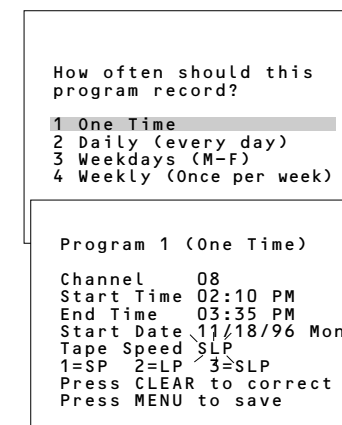 How often should this
program record?
1 One Time
2 Daily (every day)
3 Weekdays (M-F)
4 Weekly (Once per week)
Program 1 (One Time)
Channel 08
Start Time 02:10 PM
End Time 03:35 PM
Start Date 11/18/96 Mon
Tape Speed SLP
1=SP 2=LP 3=SLP
Press CLEAR to correct
Press MENU to save